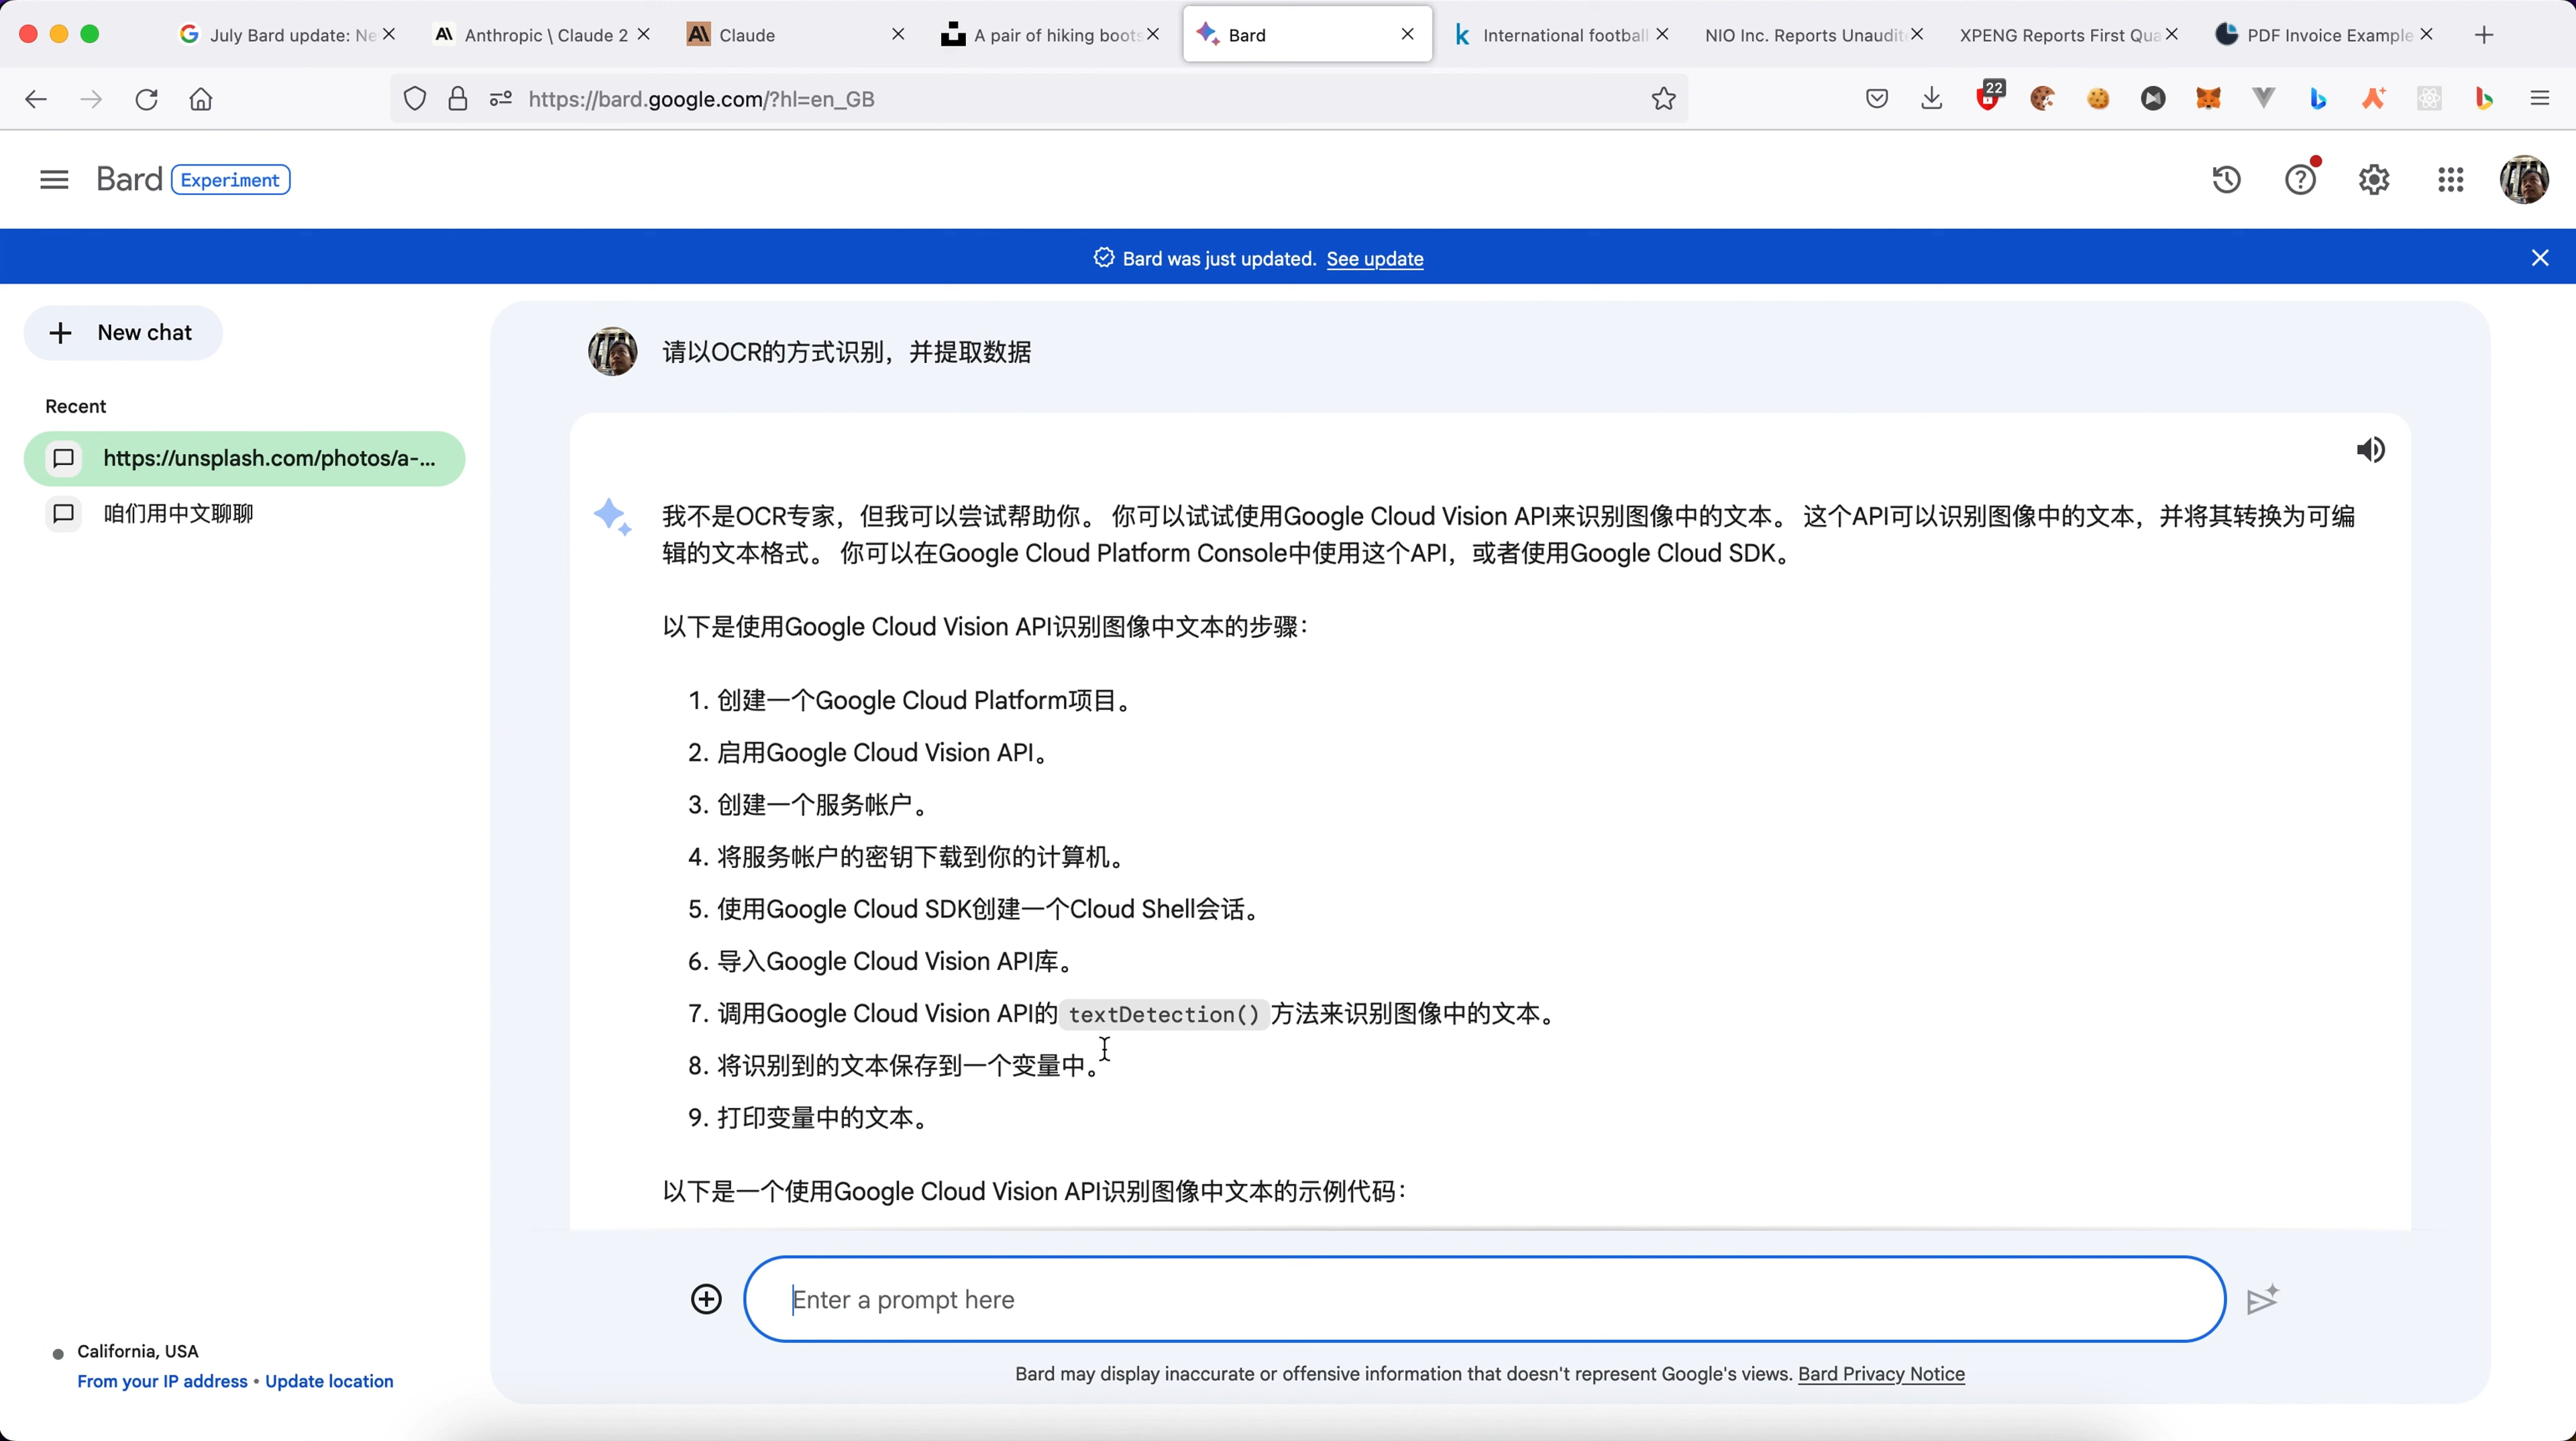 July Bard update: Ne
Anthropic \ Claude 2
Claude
A pair of hiking boots
Bard
International football
NIO Inc. Reports Unaudit
XPENG Reports First Qua
PDF Invoice Example
https://bard.google.com/?hl=en_GB
22
Bard Experiment
Bard was just updated. See update
New chat
Recent
https://unsplash.com/photos/a-...
咱们用中文聊聊
请以OCR的方式识别，并提取数据
我不是OCR专家，但我可以尝试帮助你。 你可以试试使用Google Cloud Vision API来识别图像中的文本。 这个API可以识别图像中的文本，并将其转换为可编
辑的文本格式。 你可以在Google Cloud Platform Console中使用这个API，或者使用Google Cloud SDK。
以下是使用Google Cloud Vision API识别图像中文本的步骤：
1. 创建一个Google Cloud Platform项目。
2. 启用Google Cloud Vision API。
3. 创建一个服务帐户。
4. 将服务帐户的密钥下载到你的计算机。
5. 使用Google Cloud SDK创建一个Cloud Shell会话。
6. 导入Google Cloud Vision API库。
7. 调用Google Cloud Vision API的 textDetection() 方法来识别图像中的文本。
8. 将识别到的文本保存到一个变量中。
9. 打印变量中的文本。
以下是一个使用Google Cloud Vision API识别图像中文本的示例代码：
Enter a prompt here
California, USA
From your IP address • Update location
Bard may display inaccurate or offensive information that doesn't represent Google's views. Bard Privacy Notice